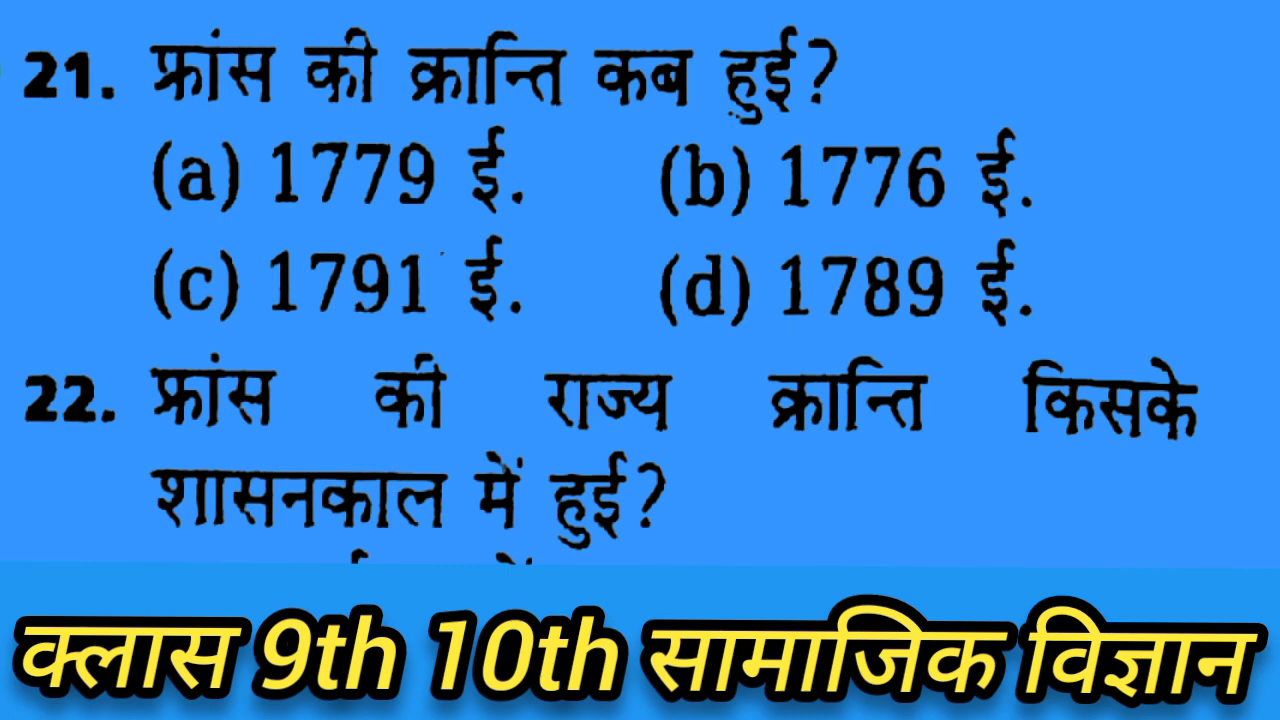 21. फ्रांस की क्रान्ति कब हुई?
(a) 1779 ई. (b) 1776 ई.
(c) 1791 ई. (d) 1789 ई.
22. फ्रांस की राज्य क्रान्ति किसके
शासनकाल में हुई?
क्लास 9th 10th सामाजिक विज्ञान